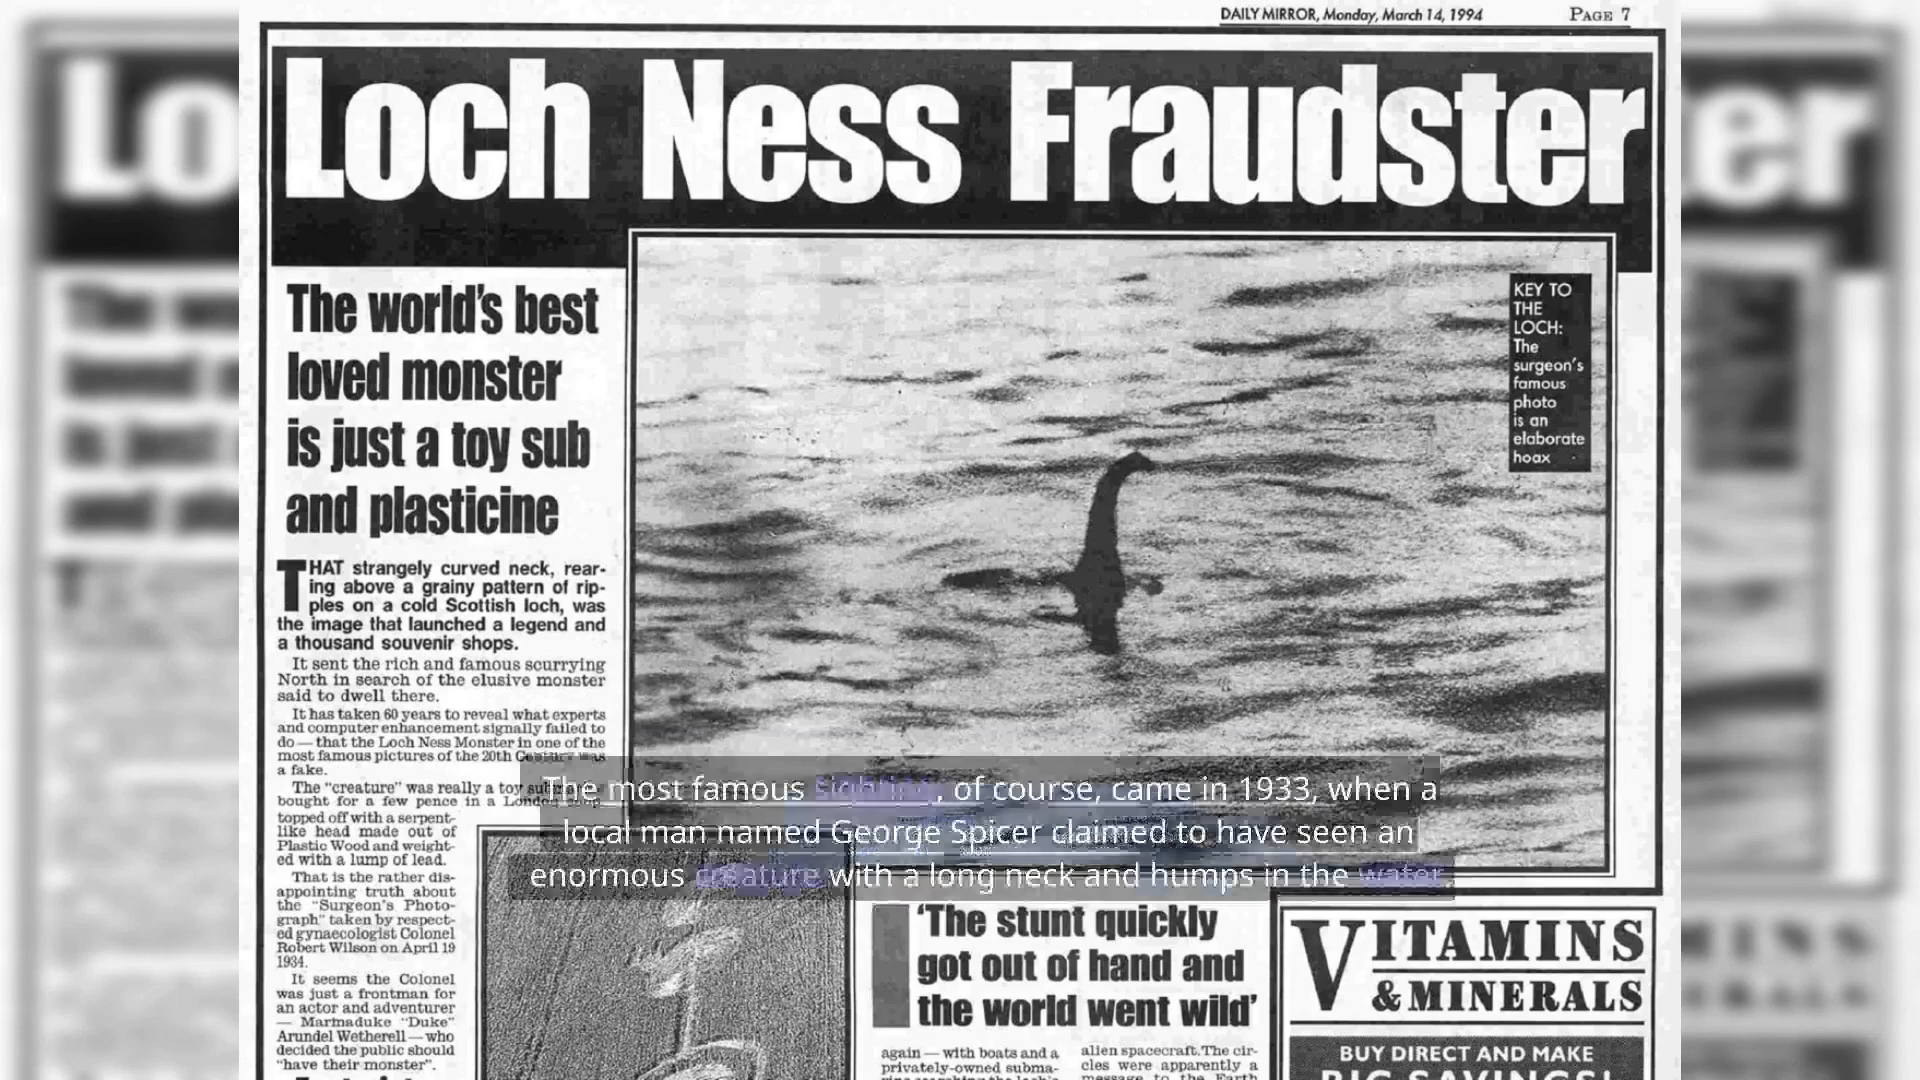 DAILY MIRROR, Monday, March 14, 1994 PAGE 7
Loch Ness Fraudster
The world's best
loved monster
is just a toy sub
and plasticine
THAT strangely curved neck, rear-
ing above a grainy pattern of rip-
ples on a cold Scottish loch, was
the image that launched a legend and
a thousand souvenir shops.
It sent the rich and famous scurrying
North in search of the elusive monster
said to dwell there.
It has taken 60 years to reveal what experts
and computer enhancement signally failed to
do — that the Loch Ness Monster in one of the
most famous pictures of the 20th Century was
a fake.
The "creature" was really a toy
bought for a few pence in a London
topped off with a serpent-
like head made out of
Plastic Wood and weight-
ed with a lump of lead.
That is the rather dis-
appointing truth about
the "Surgeon's Photo-
graph" taken by respect-
ed gynaecologist Colonel
Robert Wilson on April 19
1934.
It seems the Colonel
was just a frontman for
an actor and adventurer
— Marmaduke "Duke"
Arundel Wetherell — who
decided the public should
"have their monster".
KEY TO
THE
LOCH:
The
surgeon's
famous
photo
is an
elaborate
hoax
The most famous sighting, of course, came in 1933, when a
local man named George Spicer claimed to have seen an
enormous creature with a long neck and humps in the water
'The stunt quickly
got out of hand and
the world went wild'
again — with boats and a
privately-owned subma-
alien spacecraft. The cir-
cles were apparently a
message to the Earth
VITAMINS
& MINERALS
BUY DIRECT AND MAKE
BIG SAVINGS!